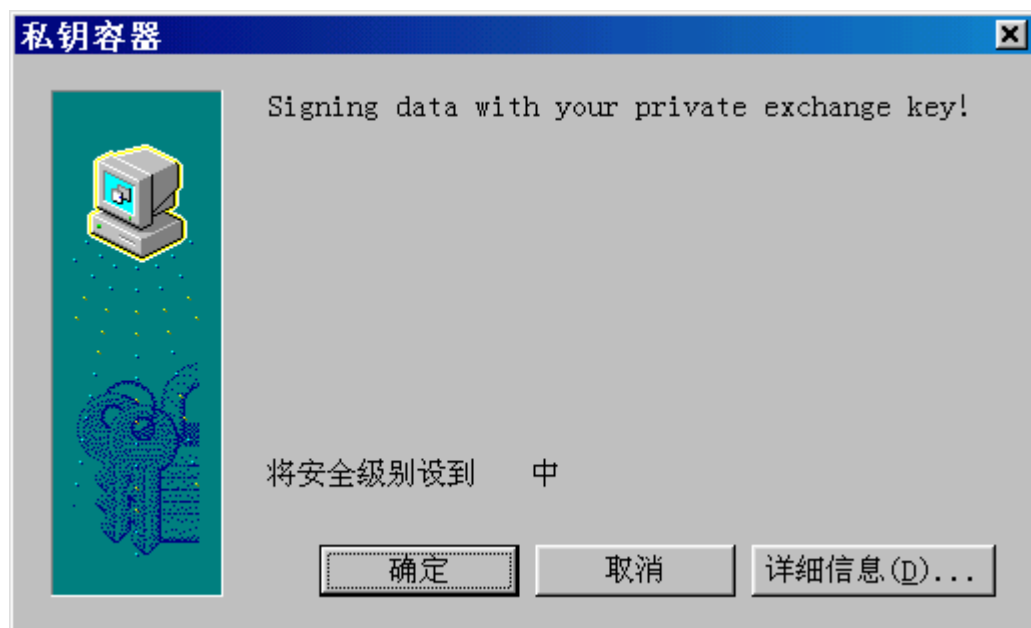 私钥容器
Signing data with your private exchange key!
将安全级别设到 中
确定 取消 详细信息(D)...